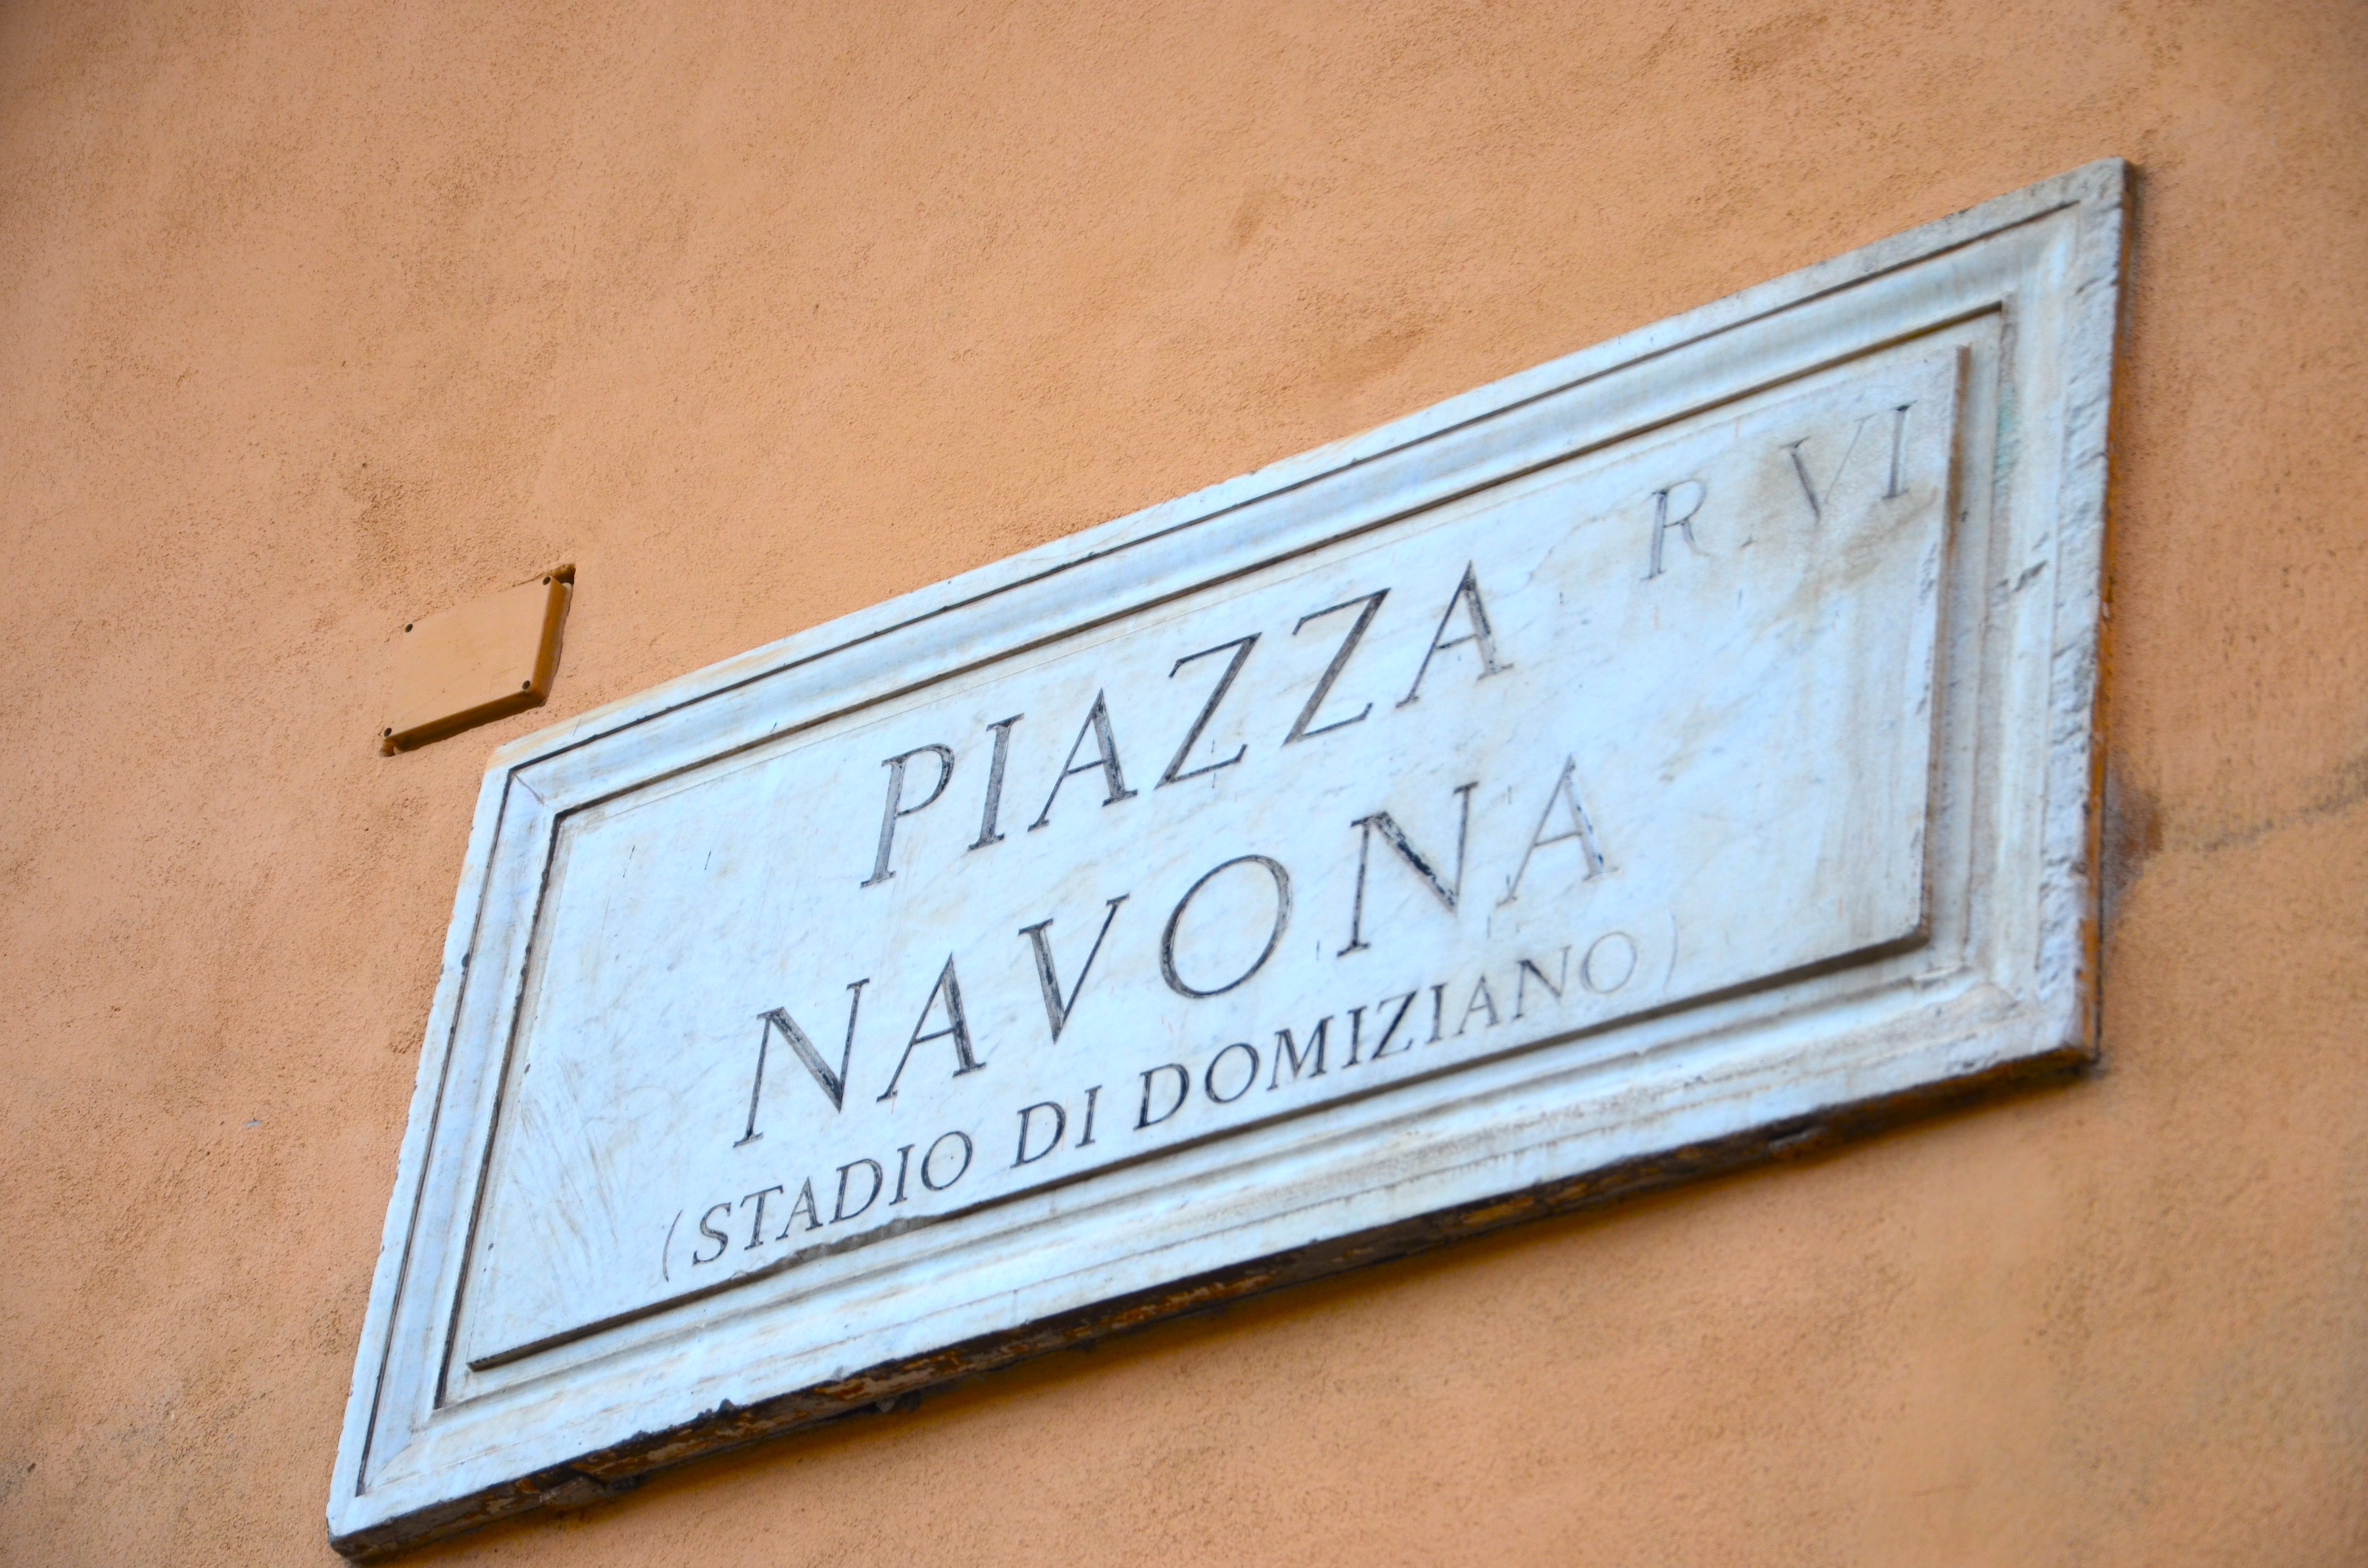 R. VI
PIAZZA
NAVONA
(STADIO DI DOMIZIANO)